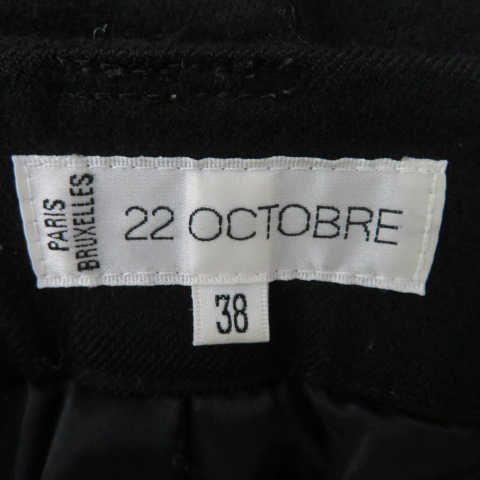 PARIS
BRUXELLES
22 OCTOBRE
38